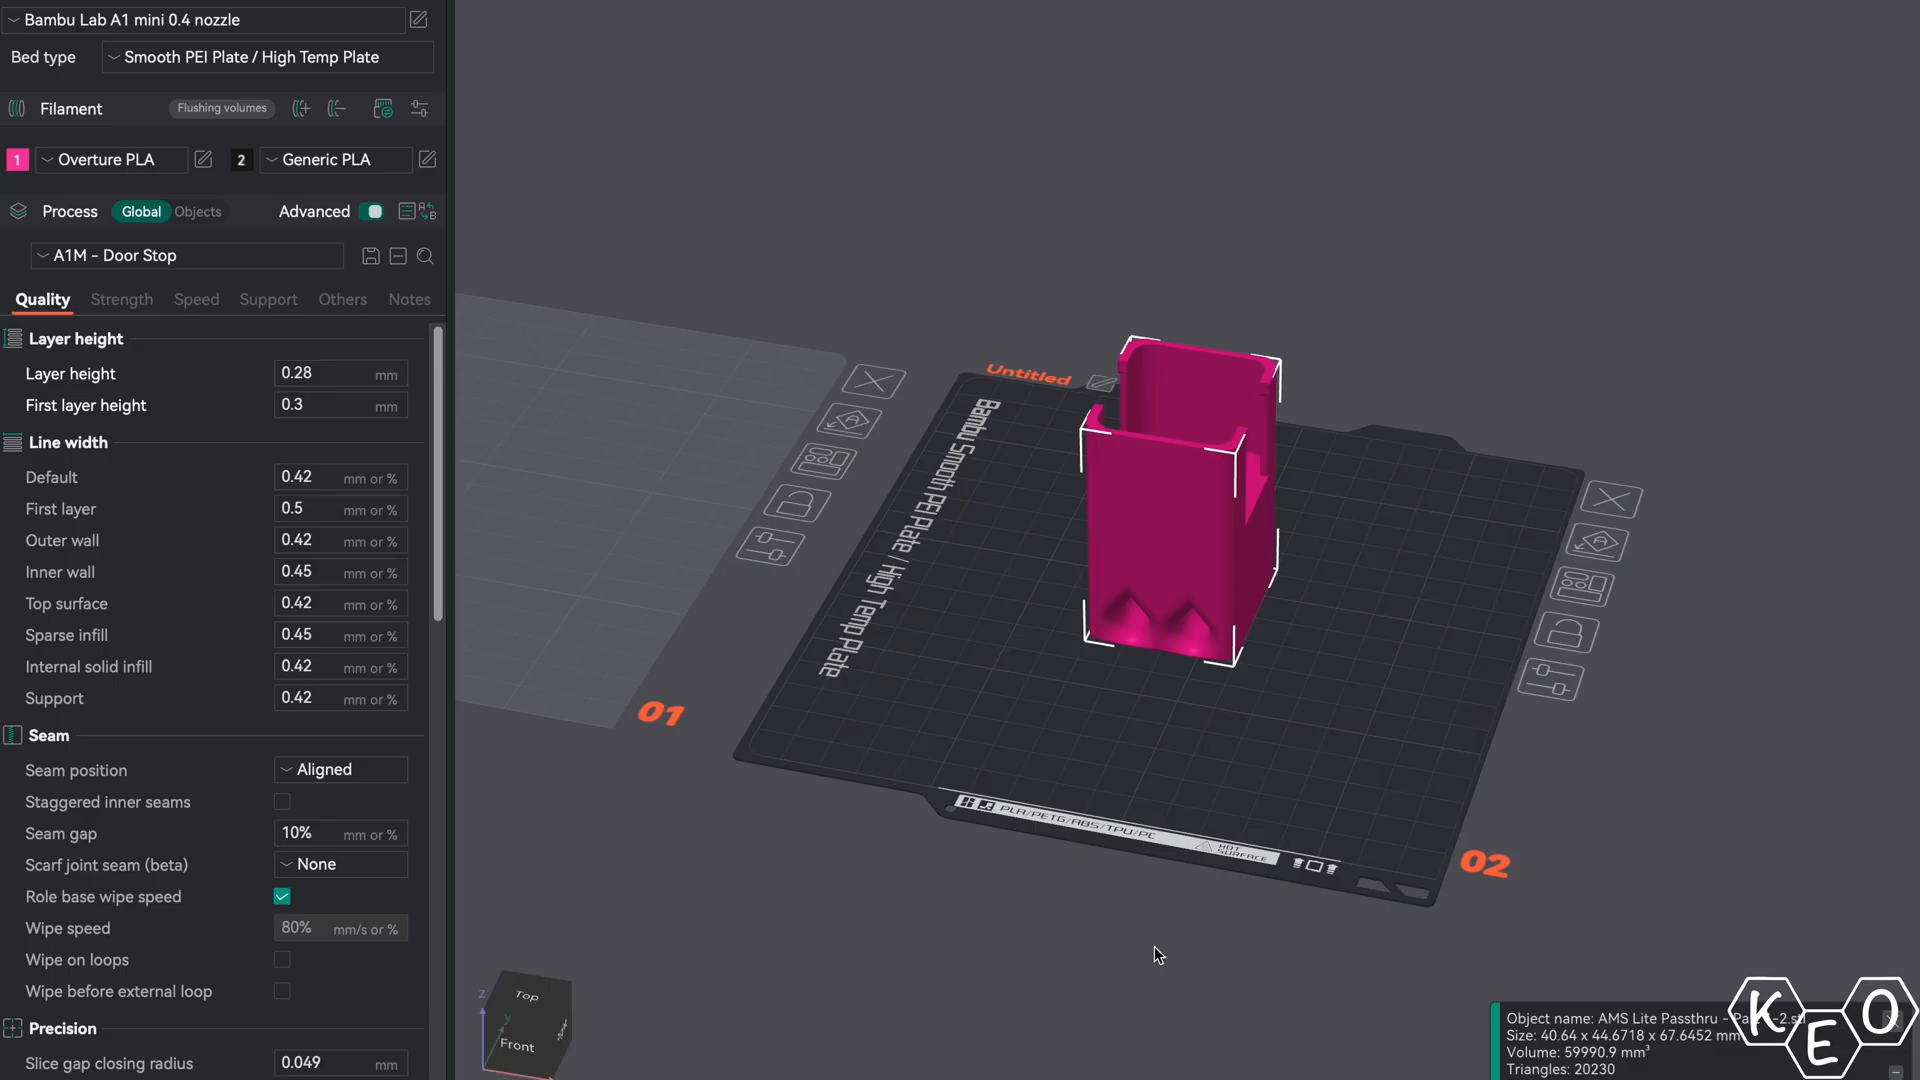 Bambu Lab A1 mini 0.4 nozzle
Bed type
Smooth PEI Plate / High Temp Plate
Filament
Flushing volumes
1
Overture PLA
2
Generic PLA
Process
Global
Objects
Advanced
A1M - Door Stop
Quality
Strength
Speed
Support
Others
Notes
Layer height
Layer height 0.28 mm
First layer height 0.3 mm
Line width
Default 0.42 mm or %
First layer 0.5 mm or %
Outer wall 0.42 mm or %
Inner wall 0.45 mm or %
Top surface 0.42 mm or %
Sparse infill 0.45 mm or %
Internal solid infill 0.42 mm or %
Support 0.42 mm or %
Seam
Seam position Aligned
Staggered inner seams
Seam gap 10% mm or %
Scarf joint seam (beta) None
Role base wipe speed
Wipe speed 80% mm/s or %
Wipe on loops
Wipe before external loop
Precision
Slice gap closing radius 0.049 mm
Untitled
Bambu Smooth PEI Plate / High Temp Plate
01
PLA/PETG/ABS/TPU/PC
HOT
SURFACE
02
Top
Front
z
y
Object name: AMS Lite Passthru -
Size: 40.64 x 44.6718 x 67.6452 mm
Volume: 59990.9 mm³
Triangles: 20230
KEO